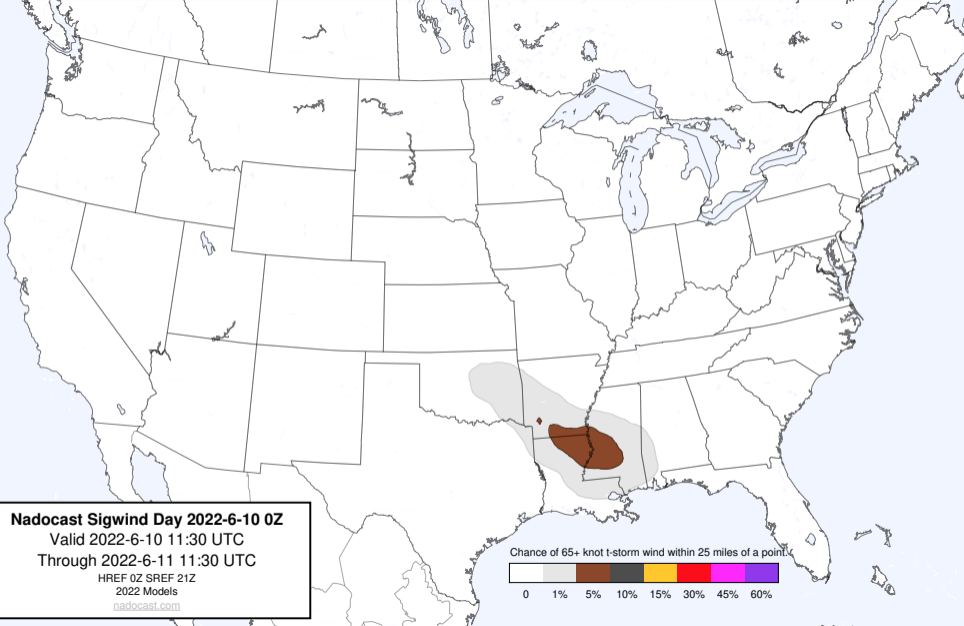 Nadocast Sigwind Day 2022-6-10 0Z
Valid 2022-6-10 11:30 UTC
Through 2022-6-11 11:30 UTC
HREF 0Z SREF 21Z
2022 Models
nadocast.com
Chance of 65+ knot t-storm wind within 25 miles of a point.
0 1% 5% 10% 15% 30% 45% 60%